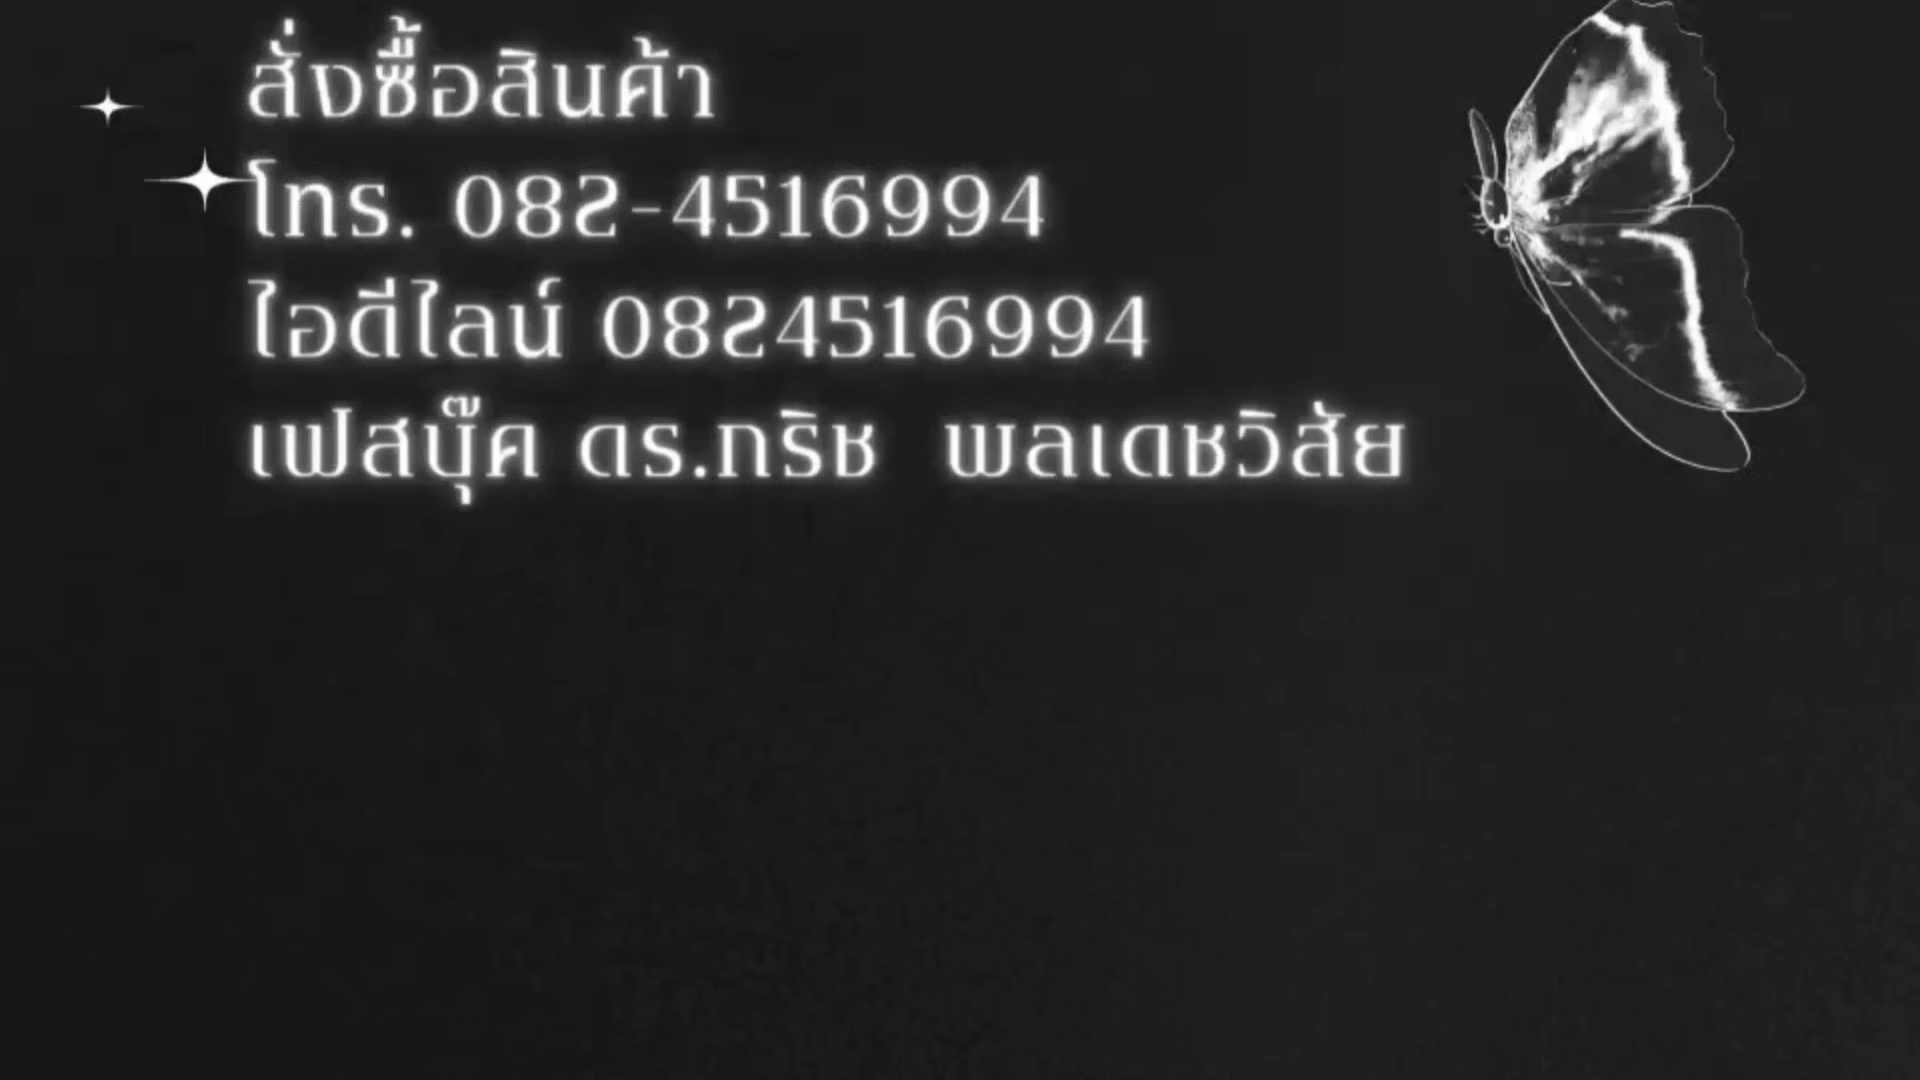 สั่งซื้อสินค้า
โทร. 082-4516994
ไอดีไลน์ 0824516994
เฟสบุ๊ค ดร.กริช พลเดชวิสัย